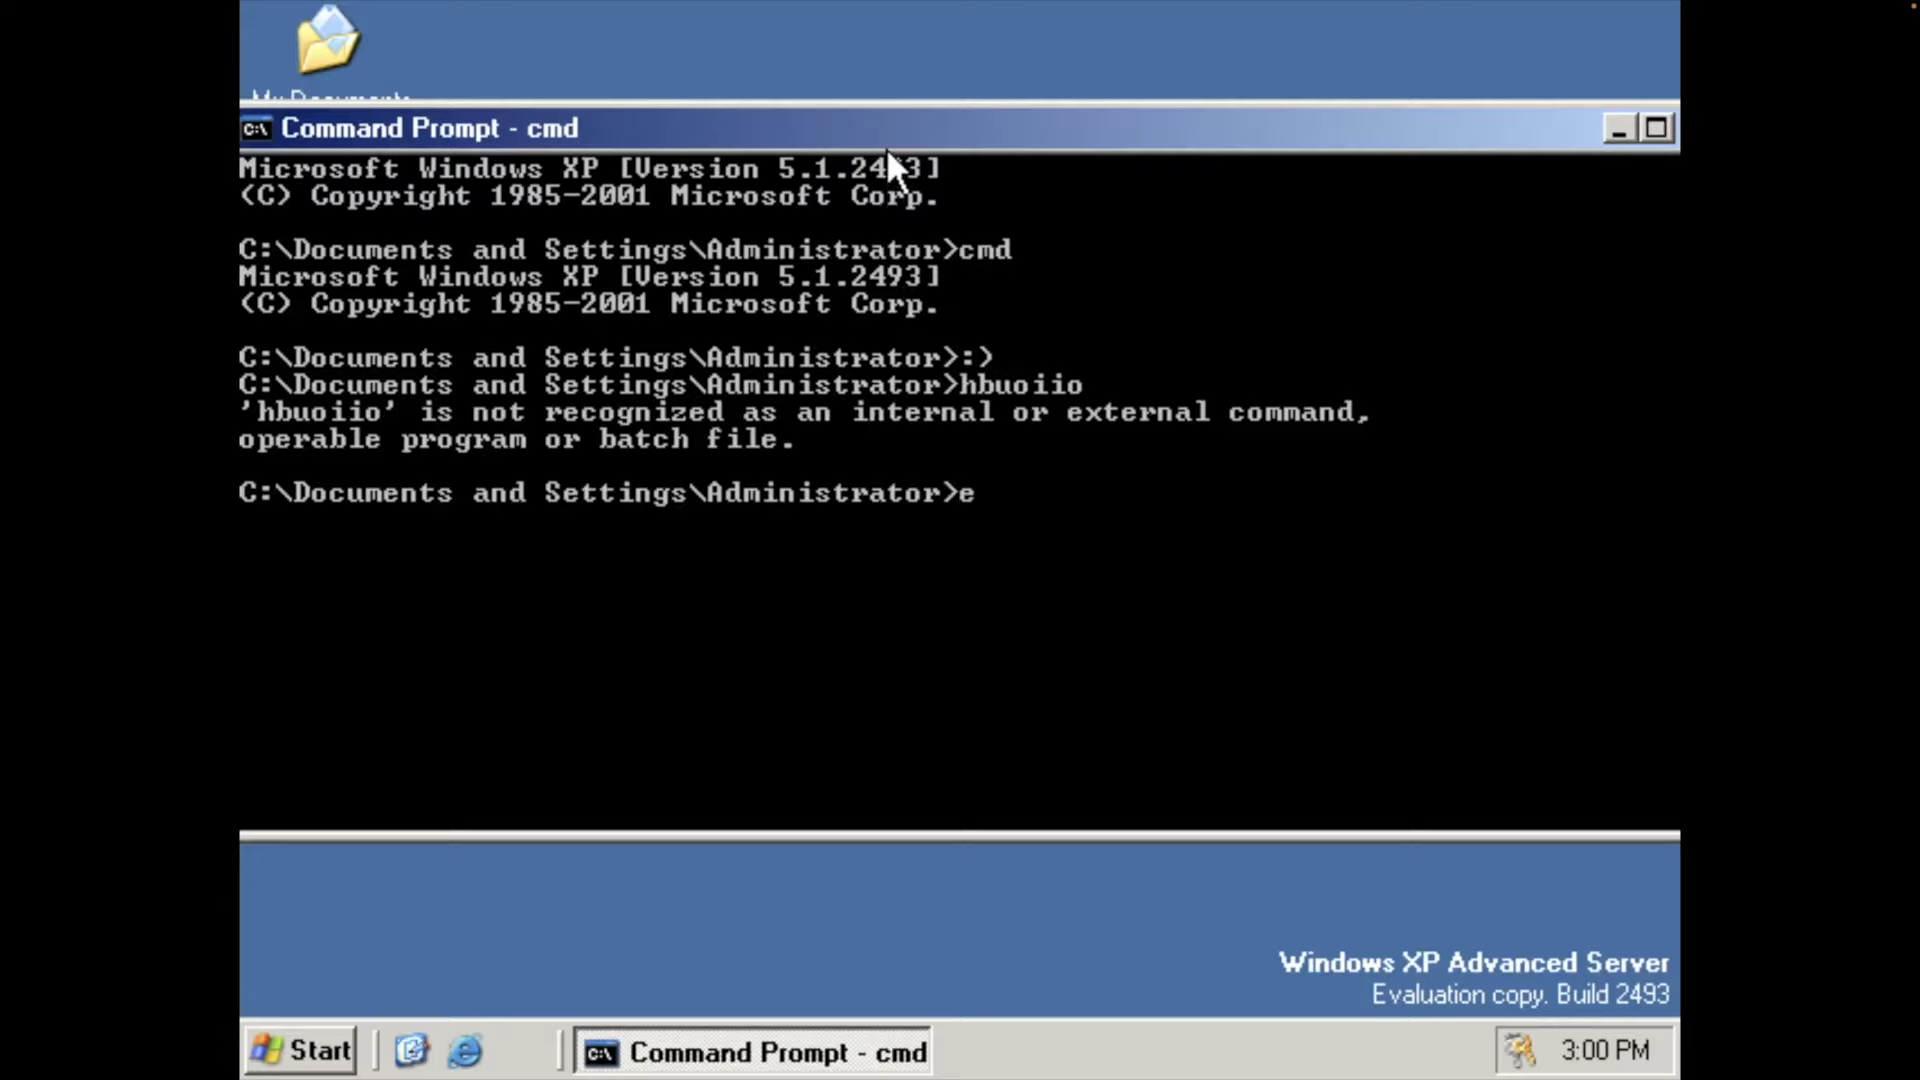 My Documents
Command Prompt - cmd
Microsoft Windows XP [Version 5.1.2493]
(C) Copyright 1985-2001 Microsoft Corp.
C:\Documents and Settings\Administrator>cmd
Microsoft Windows XP [Version 5.1.2493]
(C) Copyright 1985-2001 Microsoft Corp.
C:\Documents and Settings\Administrator>:)
C:\Documents and Settings\Administrator>hbuoiio
'hbuoiio' is not recognized as an internal or external command,
operable program or batch file.
C:\Documents and Settings\Administrator>e
Windows XP Advanced Server
Evaluation copy. Build 2493
Start
Command Prompt - cmd
3:00 PM